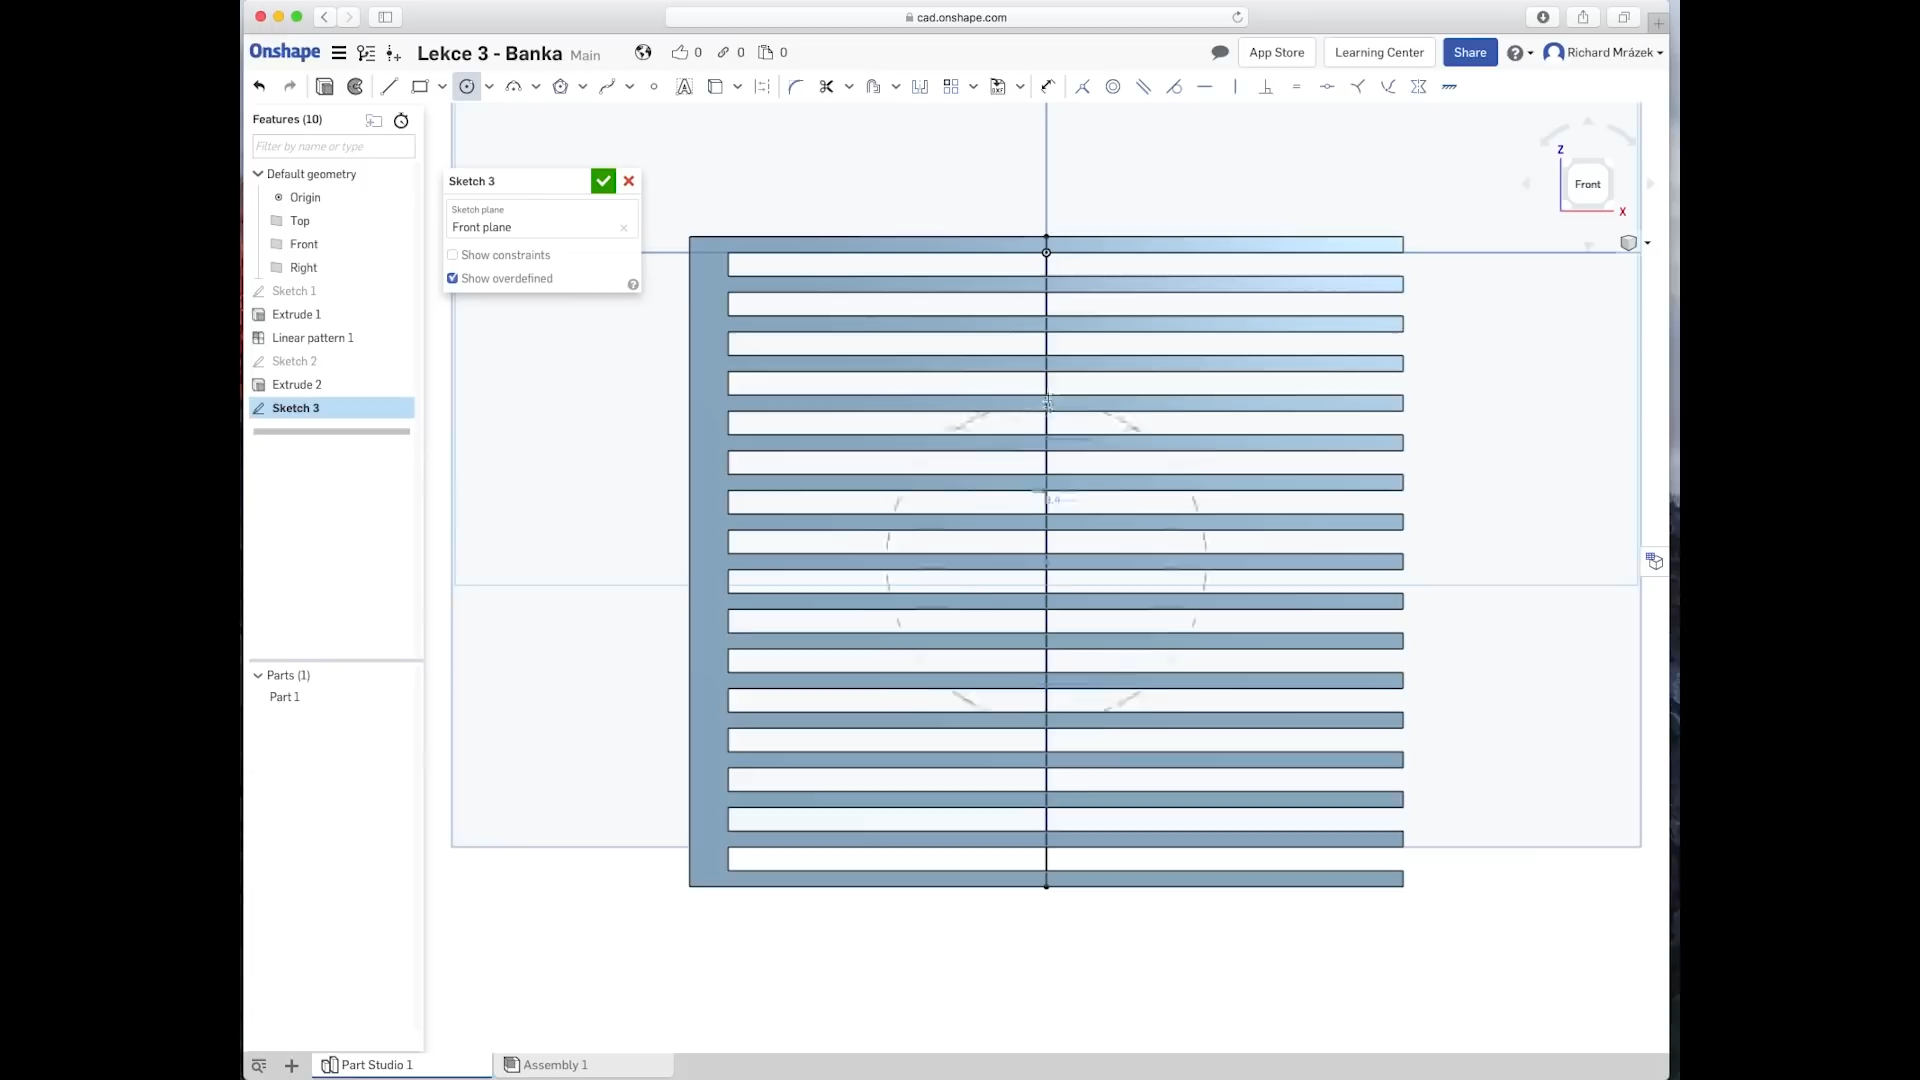 cad.onshape.com
Onshape
Lekce 3 - Banka Main
0 0 0
App Store
Learning Center
Share
Richard Mrázek
Features (10)
Filter by name or type
Default geometry
Origin
Top
Front
Right
Sketch 1
Extrude 1
Linear pattern 1
Sketch 2
Extrude 2
Sketch 3
Sketch 3
Sketch plane
Front plane
Show constraints
Show overdefined
Z
Front
X
Parts (1)
Part 1
Part Studio 1
Assembly 1